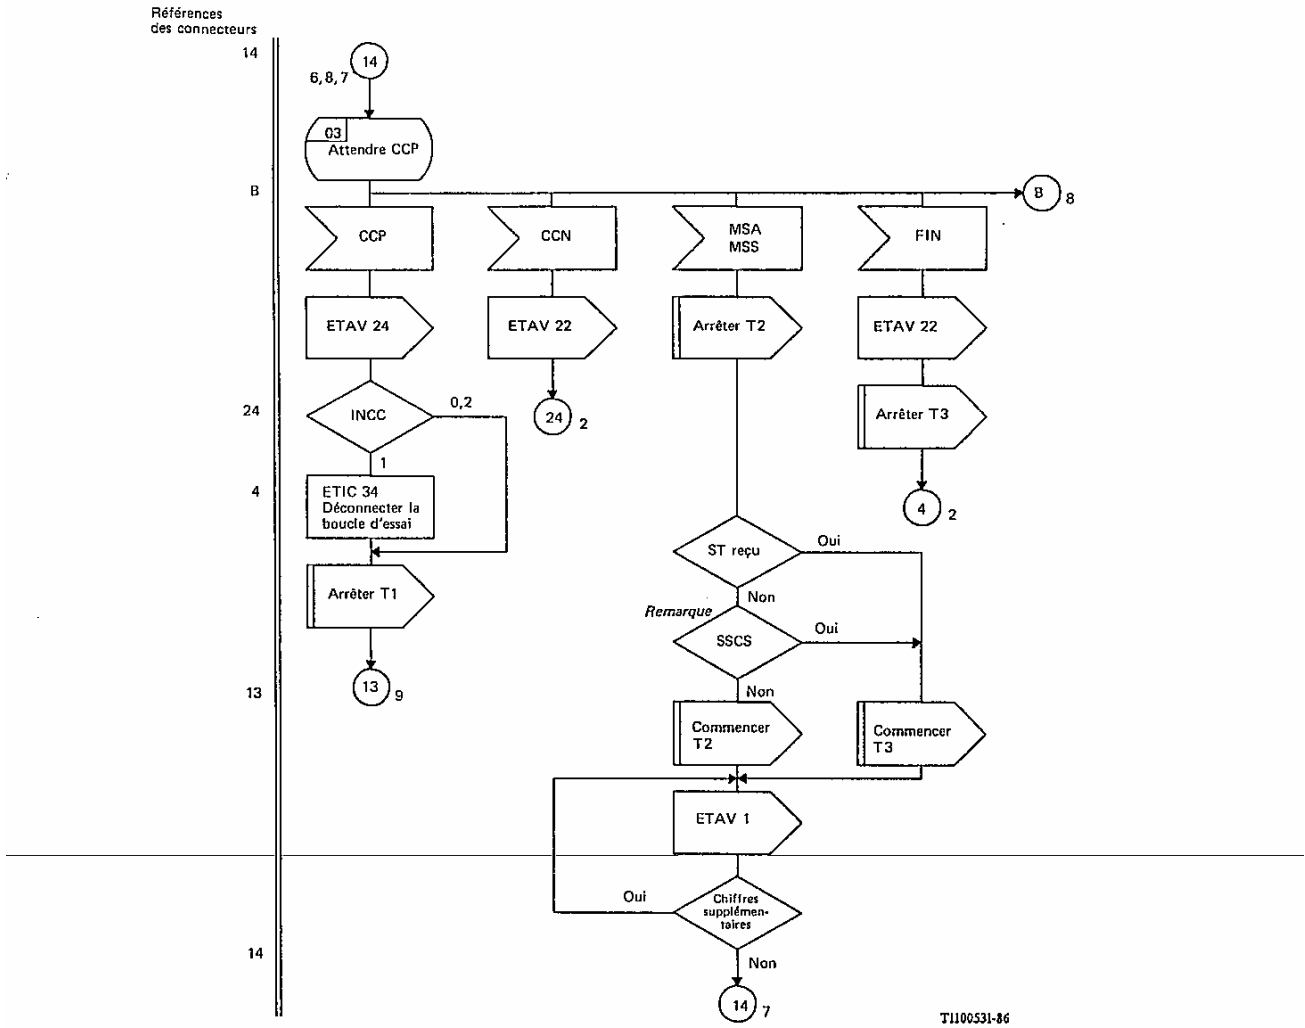 Références
des connecteurs
14
14
6, 8, 7
03
Attendre CCP
B
B
8
CCP
CCN
MSA
MSS
FIN
ETAV 24
ETAV 22
Arrêter T2
ETAV 22
24
INCC
0,2
24
2
Arrêter T3
1
4
ETIC 34
Déconnecter la
boucle d'essai
4
2
ST reçu
Oui
Arrêter T1
Non
Remarque
SSCS
Oui
13
13
9
Non
Commencer
T2
Commencer
T3
ETAV 1
Oui
Chiffres
supplémen-
taires
14
Non
14
7
T1100531-86